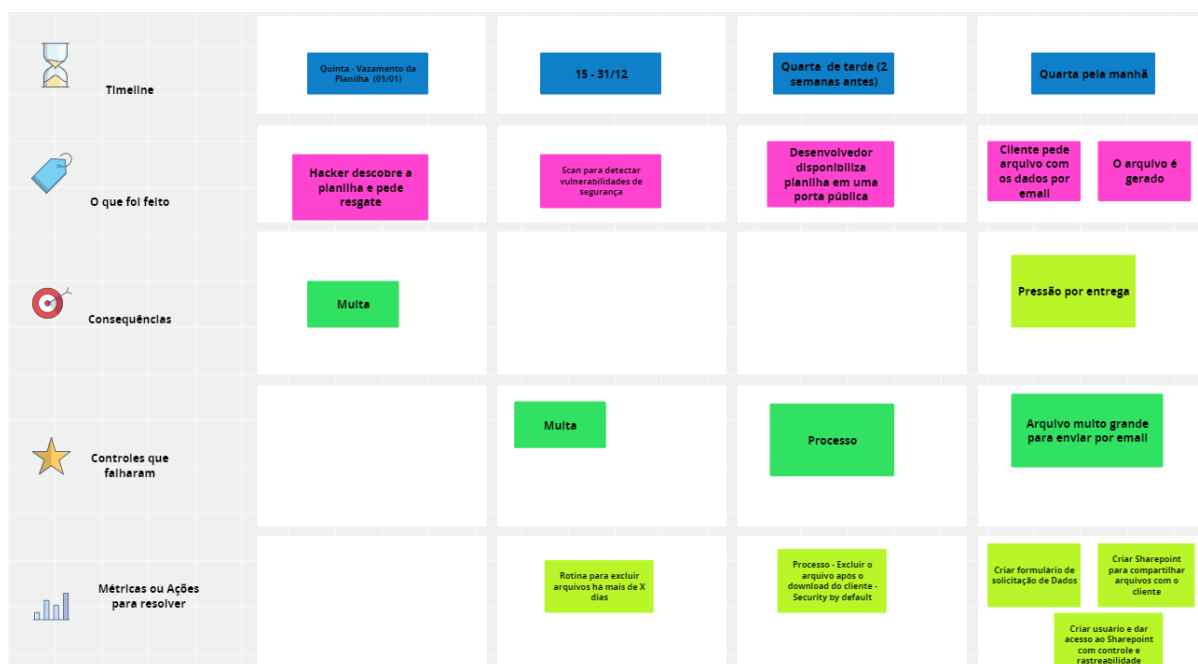 Timeline
Quinta - Vazamento da
Planilha (01/01)
15 - 31/12
Quarta de tarde (2
semanas antes)
Quarta pela manhã
O que foi feito
Hacker descobre a
planilha e pede
resgate
Scan para detectar
vulnerabilidades de
segurança
Desenvolvedor
disponibiliza
planilha em uma
porta pública
Cliente pede
arquivo com
os dados por
email
O arquivo é
gerado
Consequências
Multa
Pressão por entrega
Controles que
falharam
Multa
Processo
Arquivo muito grande
para enviar por email
Métricas ou Ações
para resolver
Rotina para excluir
arquivos há mais de X
dias
Processo - Excluir o
arquivo após o
download do cliente -
Security by default
Criar formulário de
solicitação de Dados
Criar Sharepoint
para compartilhar
arquivos com o
cliente
Criar usuário e dar
acesso ao Sharepoint
com controle e
rastreabilidade